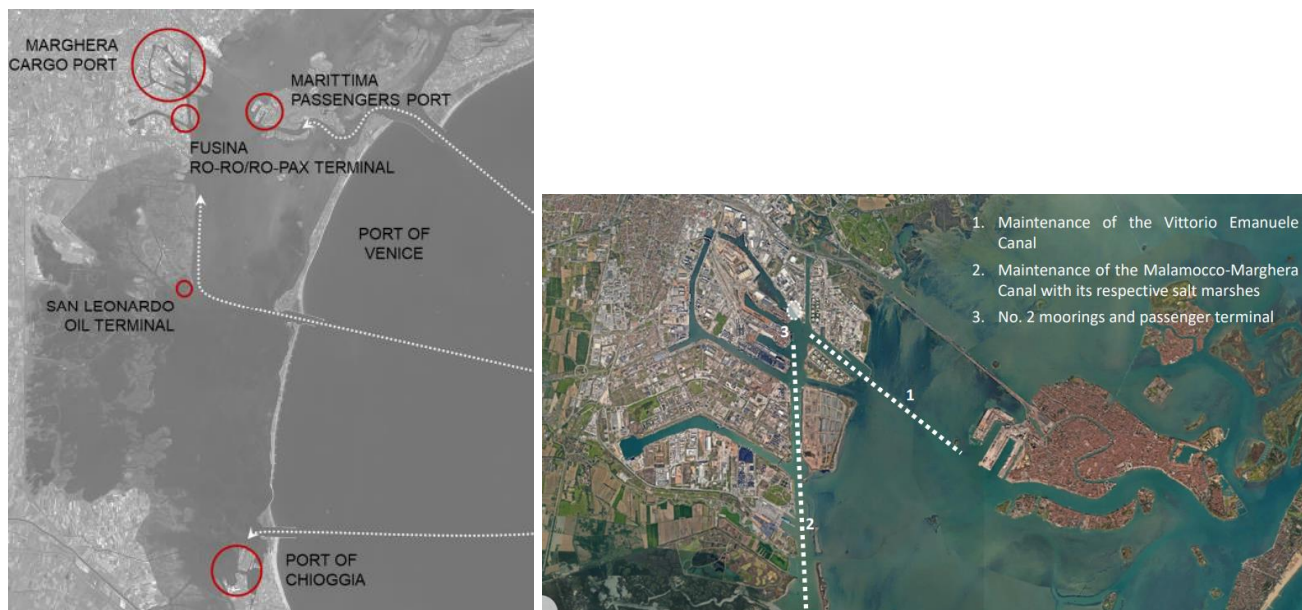 MARGHERA
CARGO PORT
MARITTIMA
PASSENGERS PORT
FUSINA
RO-RO/RO-PAX TERMINAL
PORT OF
VENICE
SAN LEONARDO
OIL TERMINAL
PORT OF
CHIOGGIA
1. Maintenance of the Vittorio Emanuele
Canal
2. Maintenance of the Malamocco-Marghera
Canal with its respective salt marshes
3. No. 2 moorings and passenger terminal
3
1
2